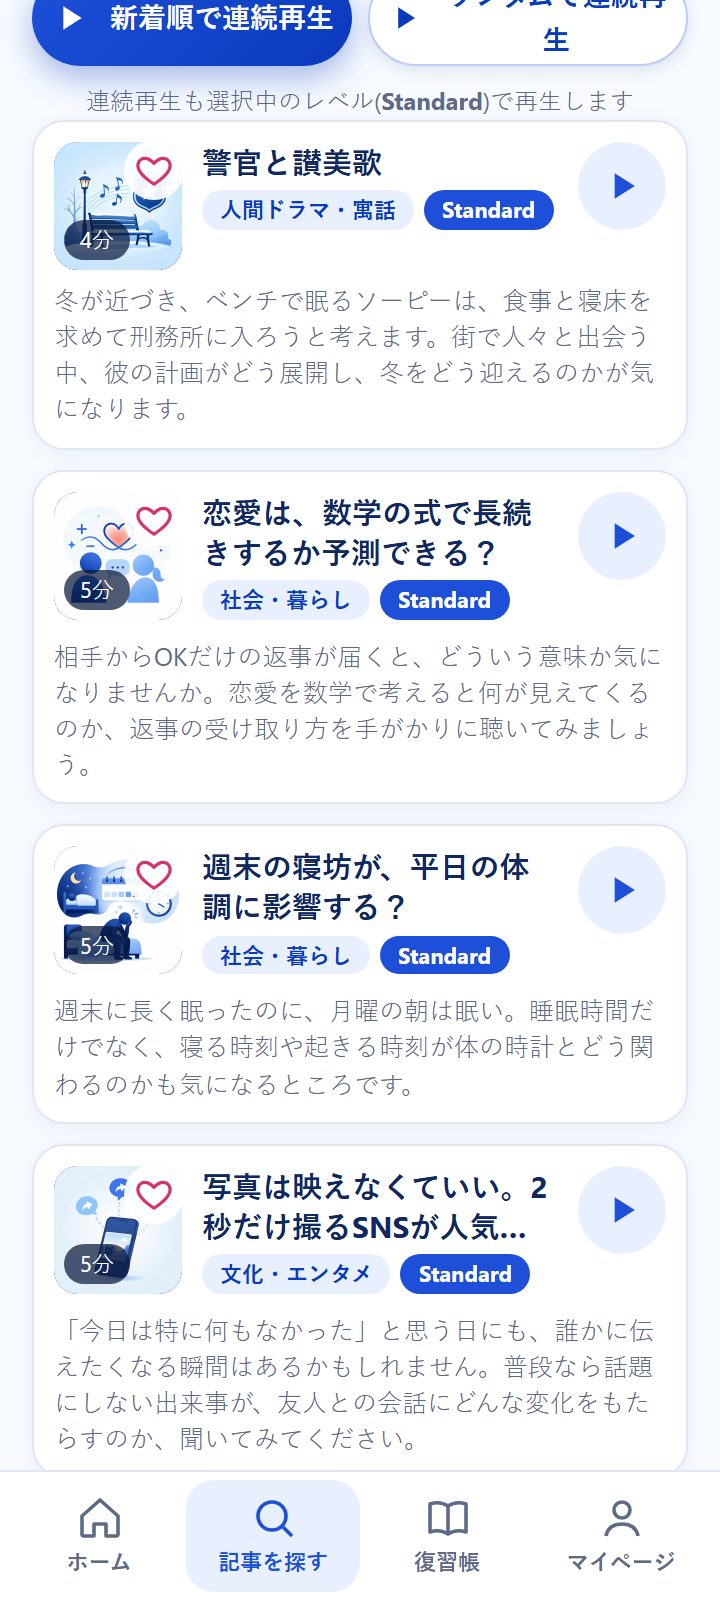 新着順で連続再生
ランダムで連続再
生
連続再生も選択中のレベル(Standard)で再生します
警官と讃美歌
人間ドラマ・寓話
Standard
4分
冬が近づき、ベンチで眠るソーピーは、食事と寝床を
求めて刑務所に入ろうと考えます。街で人々と出会う
中、彼の計画がどう展開し、冬をどう迎えるのかが気
になります。
恋愛は、数学の式で長続
きするか予測できる？
5分
社会・暮らし
Standard
相手からOKだけの返事が届くと、どういう意味か気に
なりませんか。恋愛を数学で考えると何が見えてくる
のか、返事の受け取り方を手がかりに聴いてみましょ
う。
週末の寝坊が、平日の体
調に影響する？
5分
社会・暮らし
Standard
週末に長く眠ったのに、月曜の朝は眠い。睡眠時間だ
けでなく、寝る時刻や起きる時刻が体の時計とどう関
わるのかも気になるところです。
写真は映えなくていい。2
秒だけ撮るSNSが人気...
5分
文化・エンタメ
Standard
「今日は特に何もなかった」と思う日にも、誰かに伝
えたくなる瞬間はあるかもしれません。普段なら話題
にしない出来事が、友人との会話にどんな変化をもた
らすのか、聞いてみてください。
ホーム
記事を探す
復習帳
マイページ